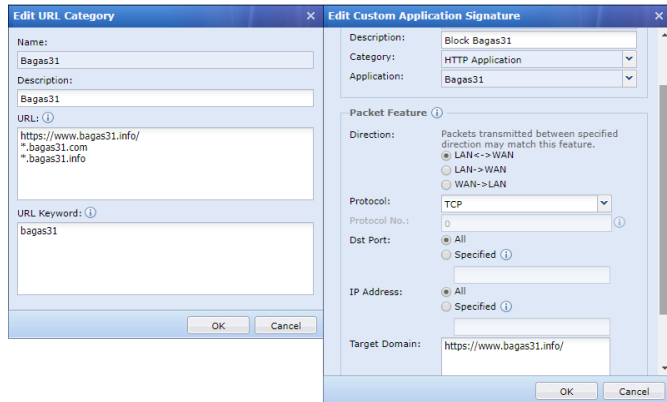 Edit URL Category
Name:
Bagas31
Description:
Bagas31
URL:
https://www.bagas31.info/
*.bagas31.com
*.bagas31.info
URL Keyword:
bagas31
OK Cancel
Edit Custom Application Signature
Description: Block Bagas31
Category: HTTP Application
Application: Bagas31
Packet Feature
Direction: Packets transmitted between specified
direction may match this feature.
LAN<->WAN
LAN->WAN
WAN->LAN
Protocol: TCP
Protocol No.: 0
Dst Port: All
Specified
IP Address: All
Specified
Target Domain: https://www.bagas31.info/
OK Cancel